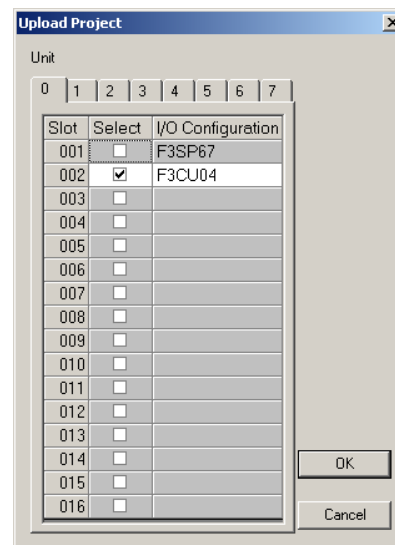 Upload Project
Unit
0 1 2 3 4 5 6 7
Slot Select I/O Configuration
001 F3SP67
002 F3CU04
003
004
005
006
007
008
009
010
011
012
013
014
015
016
OK
Cancel